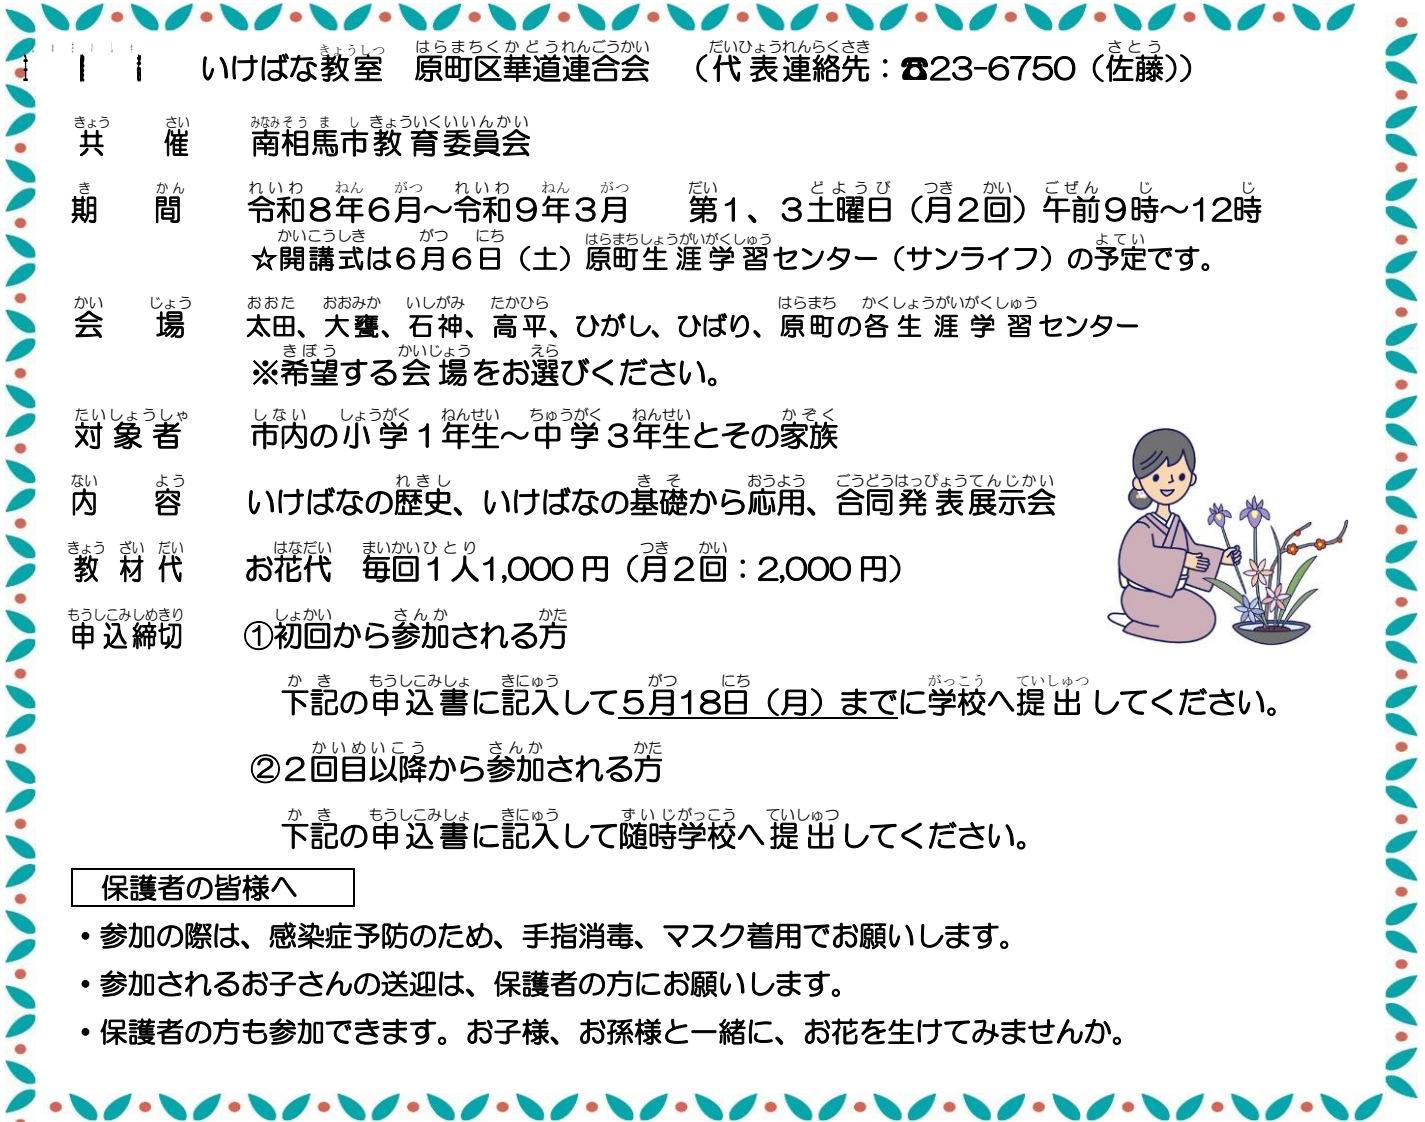 いけばな教室　原町区華道連合会　（代表連絡先：☎23-6750（佐藤））
共催　南相馬市教育委員会
期間　令和８年６月～令和９年３月　第１、３土曜日（月２回）午前９時～12時
☆開講式は６月６日（土）原町生涯学習センター（サンライフ）の予定です。
会場　太田、大甕、石神、高平、ひがし、ひばり、原町の各生涯学習センター
※希望する会場をお選びください。
対象者　市内の小学１年生～中学３年生とその家族
内容　いけばなの歴史、いけばなの基礎から応用、合同発表展示会
教材代　お花代　毎回１人1,000円（月２回：2,000円）
申込締切　①初回から参加される方
下記の申込書に記入して５月18日（月）までに学校へ提出してください。
②２回目以降から参加される方
下記の申込書に記入して随時学校へ提出してください。
保護者の皆様へ
・参加の際は、感染症予防のため、手指消毒、マスク着用でお願いします。
・参加されるお子さんの送迎は、保護者の方にお願いします。
・保護者の方も参加できます。お子様、お孫様と一緒に、お花を生けてみませんか。